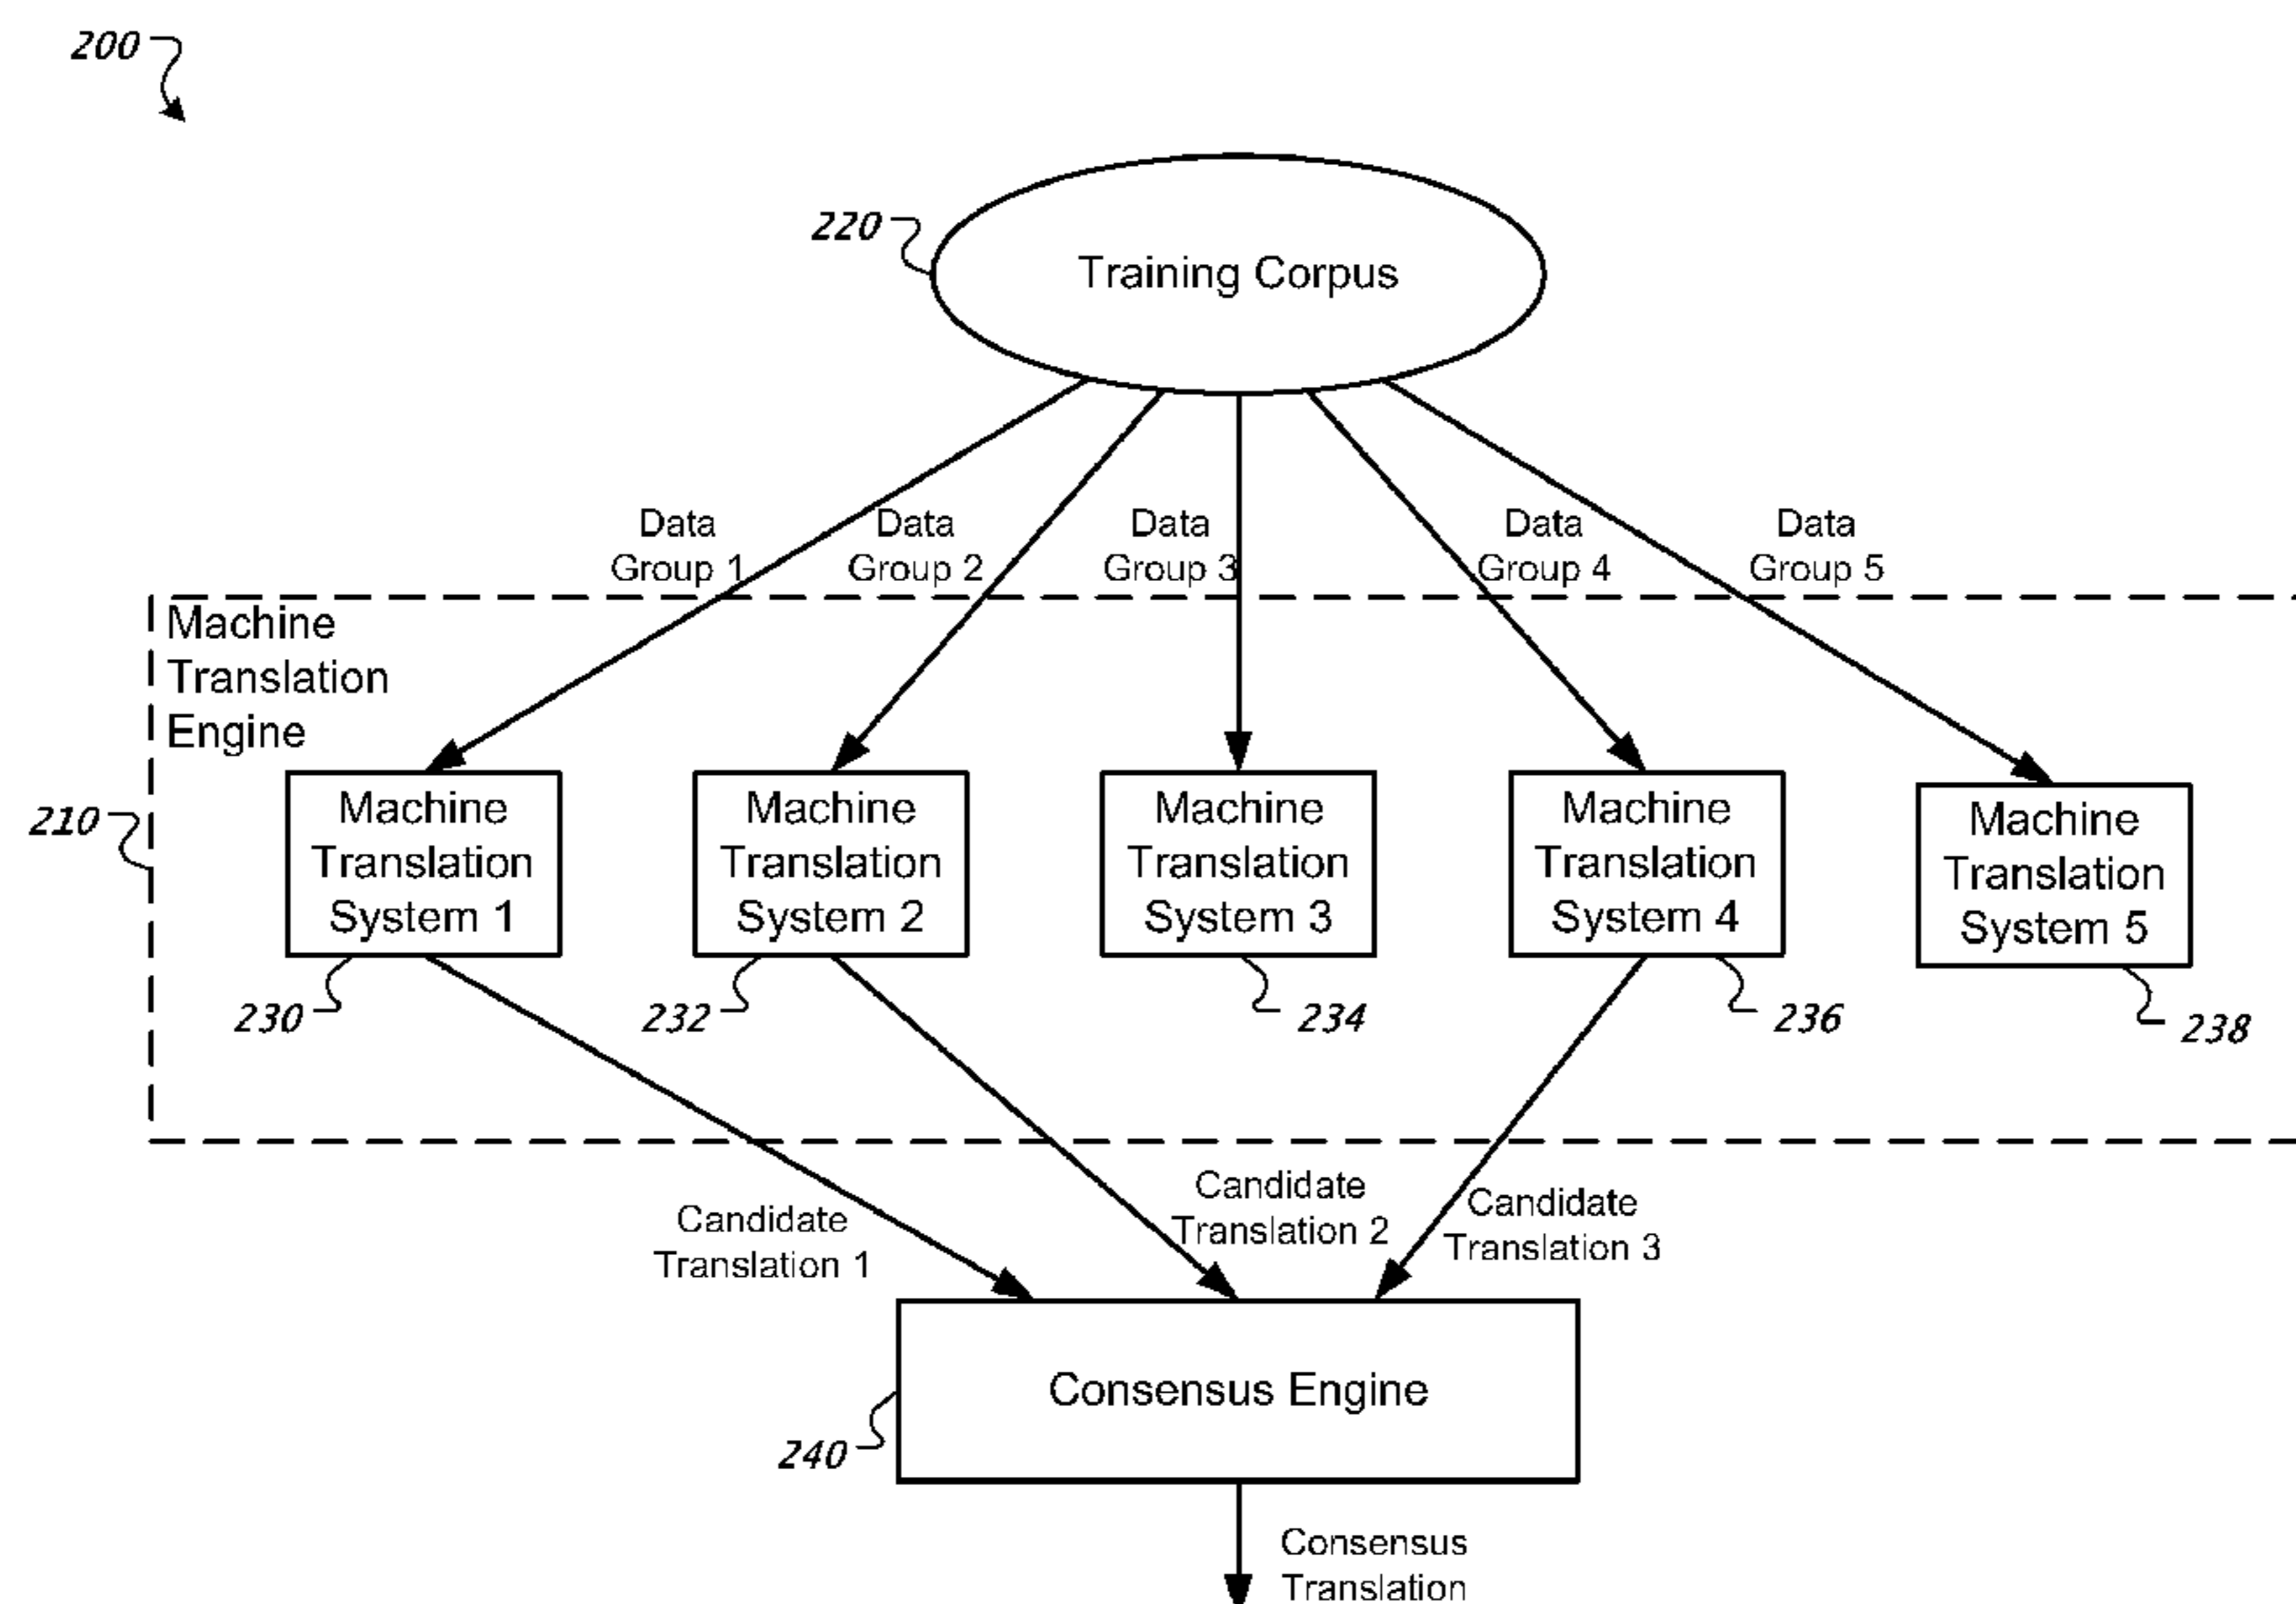 200
220
Training Corpus
Data
Group 1
Data
Group 2
Data
Group 3
Data
Group 4
Data
Group 5
Machine
Translation
Engine
210
Machine
Translation
System 1
Machine
Translation
System 2
Machine
Translation
System 3
Machine
Translation
System 4
Machine
Translation
System 5
230
232
234
236
238
Candidate
Translation 1
Candidate
Translation 2
Candidate
Translation 3
Consensus Engine
240
Consensus
Translation